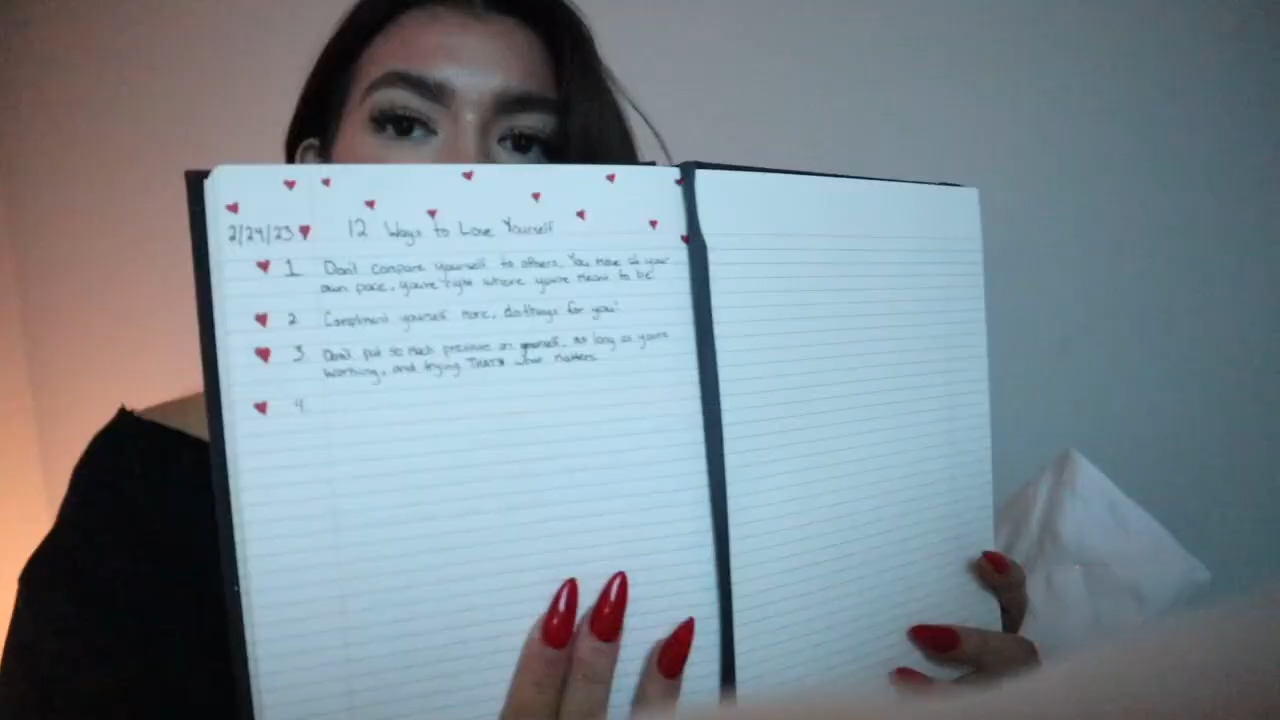 2/24/23 12 Ways to Love Yourself
1 Don't compare yourself to others. You move at your
own pace, you're right where you're meant to be
2 Compliment yourself more, do things for you!
3 Don't put so much pressure on yourself, as long as you're
working, and trying THAT'S what matters
4